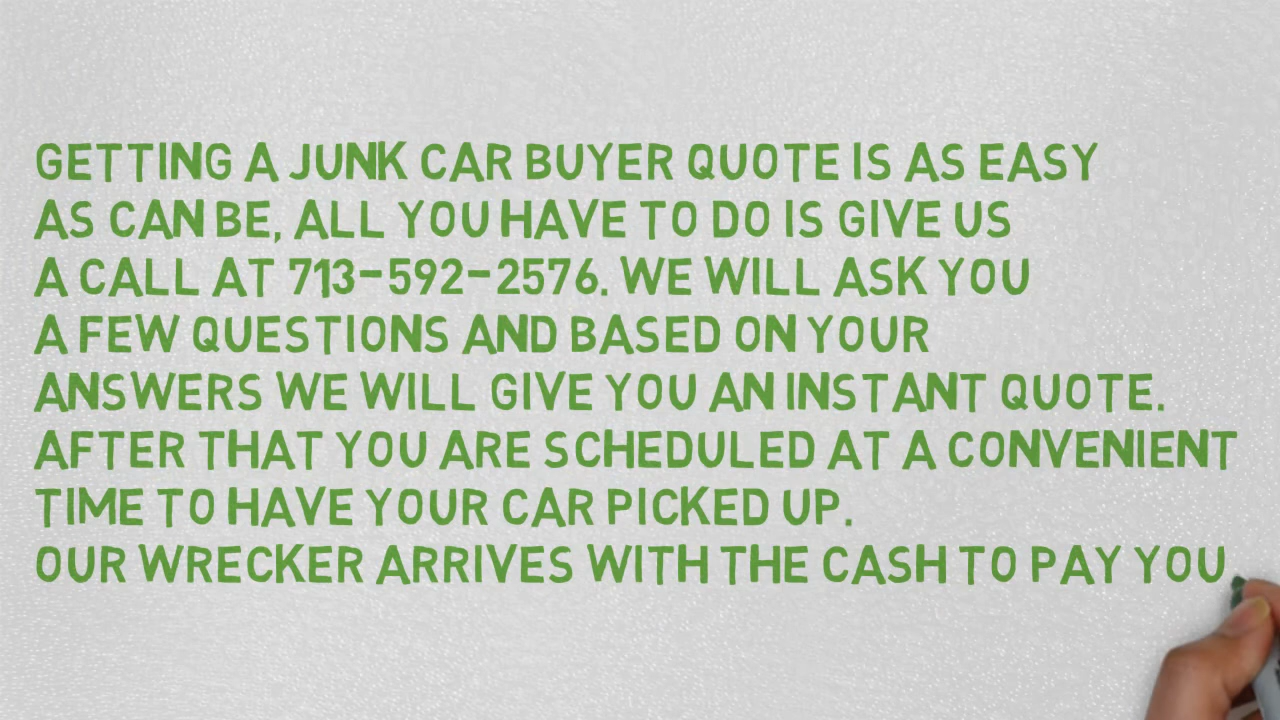 GETTING A JUNK CAR BUYER QUOTE IS AS EASY
AS CAN BE, ALL YOU HAVE TO DO IS GIVE US
A CALL AT 713-592-2576. WE WILL ASK YOU
A FEW QUESTIONS AND BASED ON YOUR
ANSWERS WE WILL GIVE YOU AN INSTANT QUOTE.
AFTER THAT YOU ARE SCHEDULED AT A CONVENIENT
TIME TO HAVE YOUR CAR PICKED UP.
OUR WRECKER ARRIVES WITH THE CASH TO PAY YOU